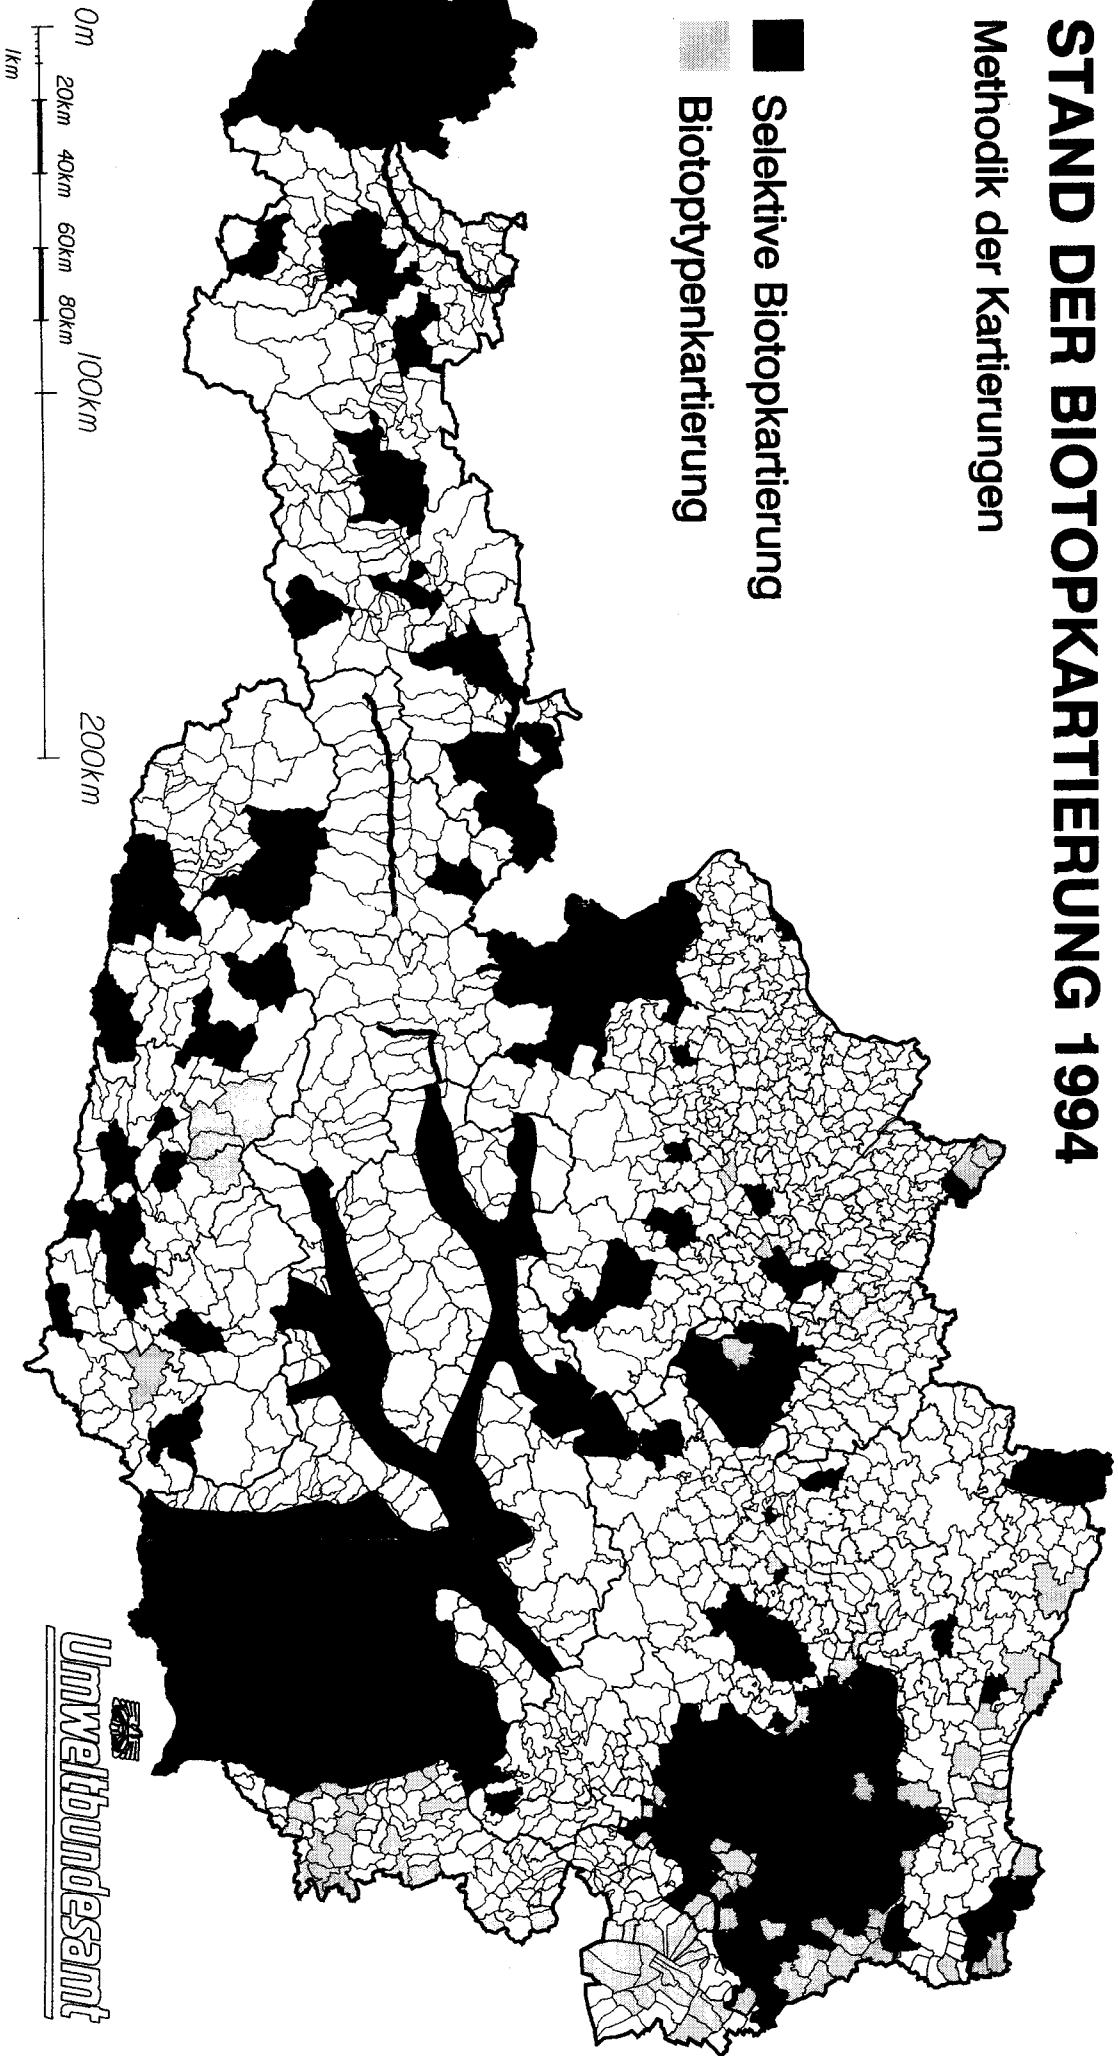 STAND DER BIOTOPKARTIERUNG 1994
Methodik der Kartierungen
Selektive Biotopkartierung
Biotoptypenkartierung
0m 20km 40km 60km 80km 100km 200km
1km
Umweltbundesamt